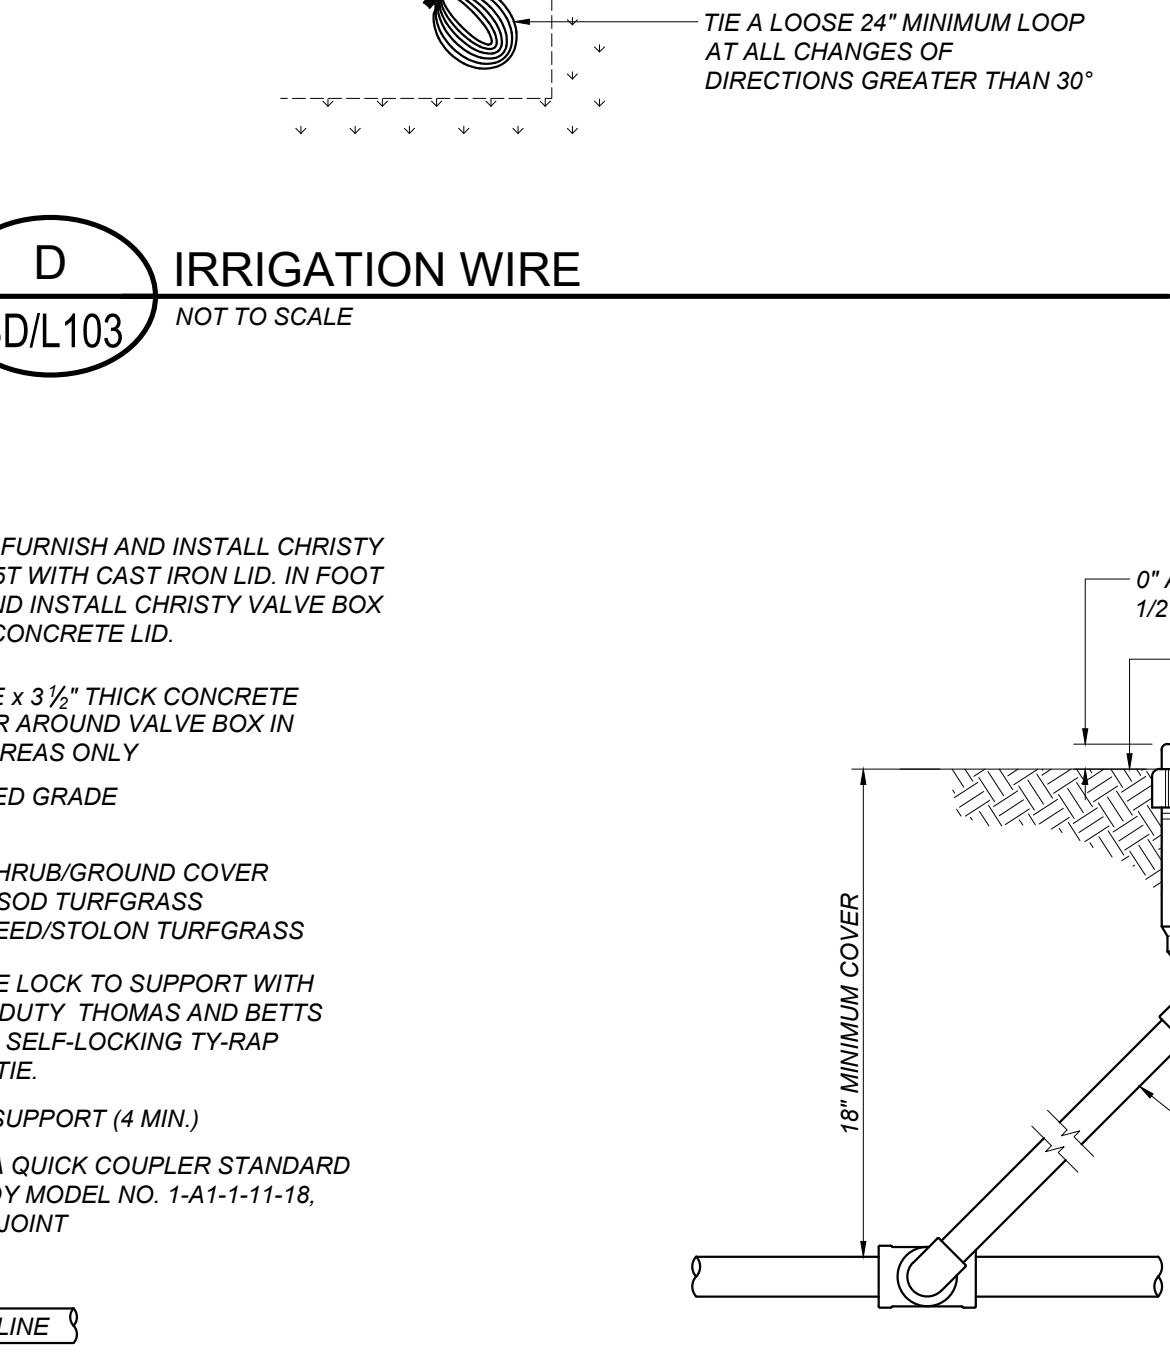 TIE A LOOSE 24" MINIMUM LOOP
AT ALL CHANGES OF
DIRECTIONS GREATER THAN 30°
D
IRRIGATION WIRE
D/L103
NOT TO SCALE
FURNISH AND INSTALL CHRISTY
5T WITH CAST IRON LID. IN FOOT
ND INSTALL CHRISTY VALVE BOX
CONCRETE LID.
E x 3 ½" THICK CONCRETE
R AROUND VALVE BOX IN
REAS ONLY
ED GRADE
HRUB/GROUND COVER
SOD TURFGRASS
EED/STOLON TURFGRASS
E LOCK TO SUPPORT WITH
DUTY THOMAS AND BETTS
SELF-LOCKING TY-RAP
TIE.
SUPPORT (4 MIN.)
A QUICK COUPLER STANDARD
DY MODEL NO. 1-A1-1-11-18,
JOINT
LINE
0" A
1/2
18" MINIMUM COVER